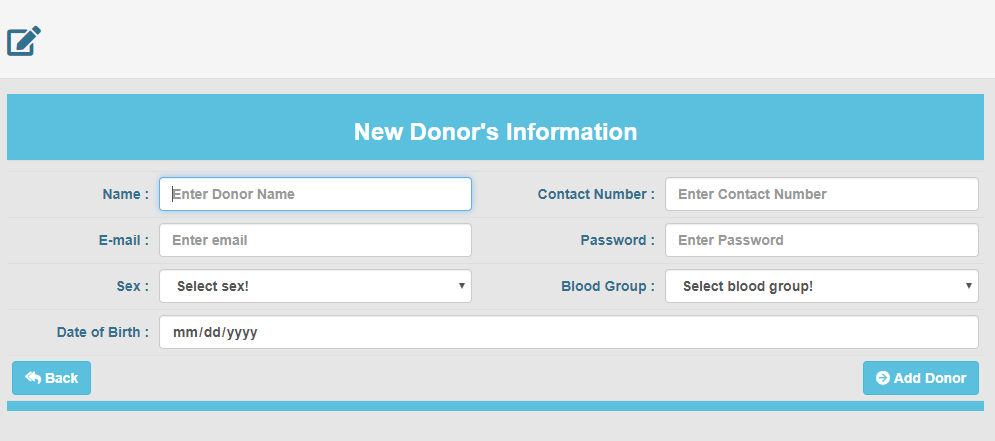 New Donor's Information
Name : Enter Donor Name Contact Number : Enter Contact Number
E-mail : Enter email Password : Enter Password
Sex : Select sex! Blood Group : Select blood group!
Date of Birth : mm/dd/yyyy
Back Add Donor